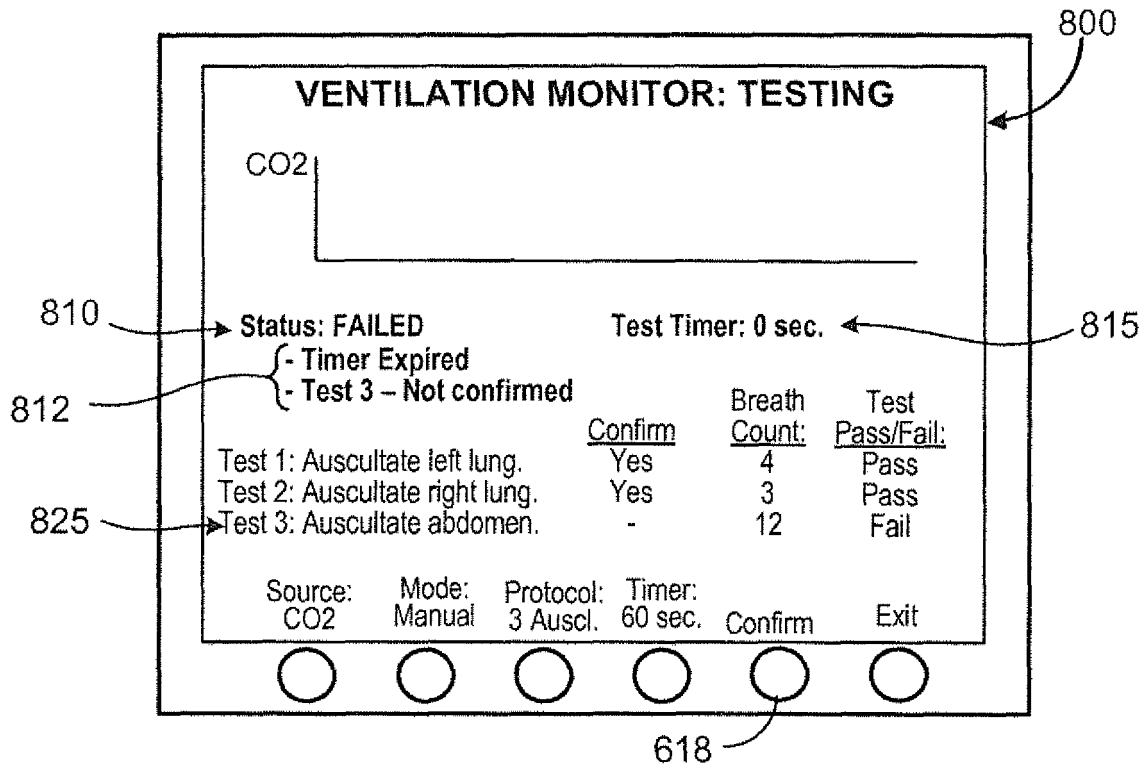 800
VENTILATION MONITOR: TESTING
CO2
810
Status: FAILED
Test Timer: 0 sec.
815
812
- Timer Expired
- Test 3 – Not confirmed
Confirm
Breath
Count:
Test
Pass/Fail:
Test 1: Auscultate left lung. Yes 4 Pass
Test 2: Auscultate right lung. Yes 3 Pass
825
Test 3: Auscultate abdomen. - 12 Fail
Source:
CO2
Mode:
Manual
Protocol:
3 Auscl.
Timer:
60 sec.
Confirm
Exit
618